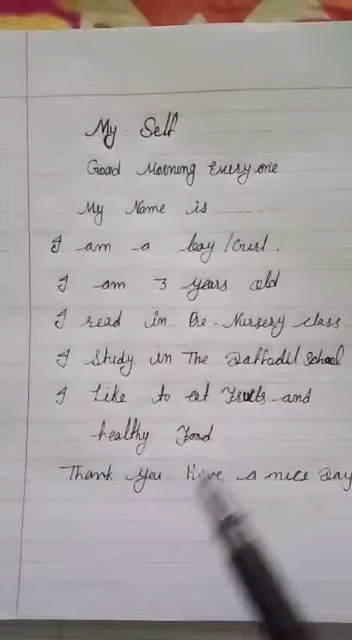 My Self
Good Morning Every one
My Name is ........
I am a boy/Girl.
I am 3 years old
I read in Pre-Nursery class
I Study in The Daffodil School
I Like to eat Fruits and
healthy Food
Thank You Have a nice Day